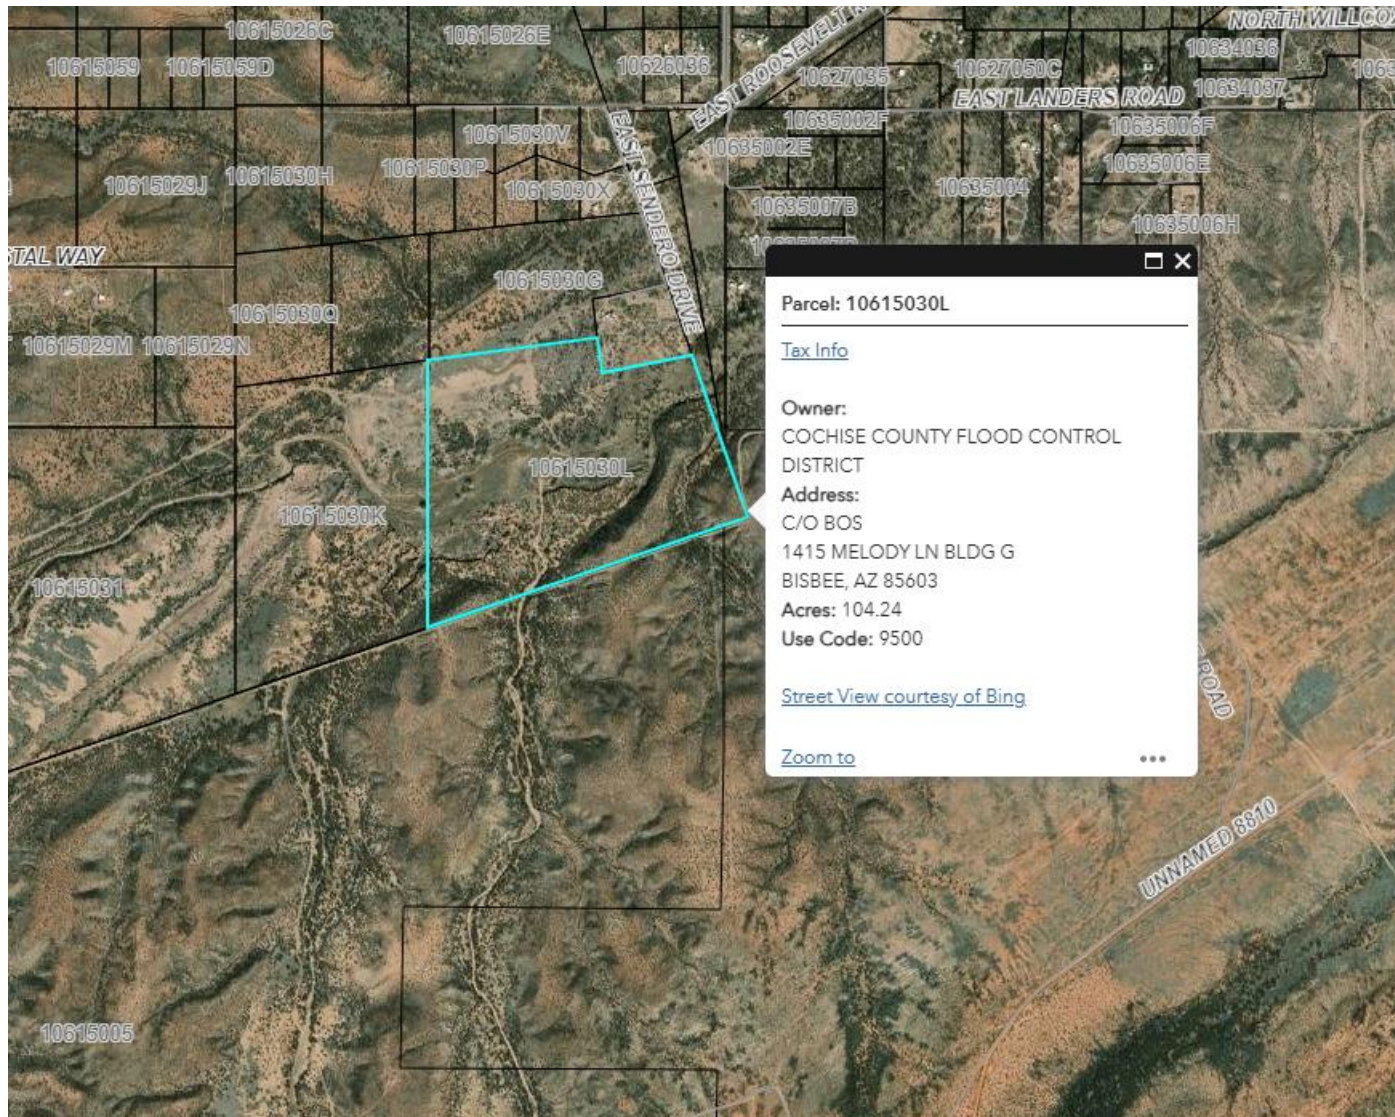 NORTH WILLCO
10615026C
10615026E
10634036
10615059
10615059D
10626036
EAST ROOSEVELT R
10627035
10627050C
1063
10634037
EAST LANDERS ROAD
10615030V
10635002F
10635006F
10635002E
10615030P
10635006E
10615029J
10615030H
10615030X
10635004
EAST SENDERO DRIVE
10635007B
10635006H
STAL WAY
10615030G
10615030Q
10615029M
10615029N
10615030L
10615030K
10615031
Parcel: 10615030L
Tax Info
Owner:
COCHISE COUNTY FLOOD CONTROL
DISTRICT
Address:
C/O BOS
1415 MELODY LN BLDG G
BISBEE, AZ 85603
Acres: 104.24
Use Code: 9500
Street View courtesy of Bing
Zoom to
ROAD
UNNAMED 6810
10615005